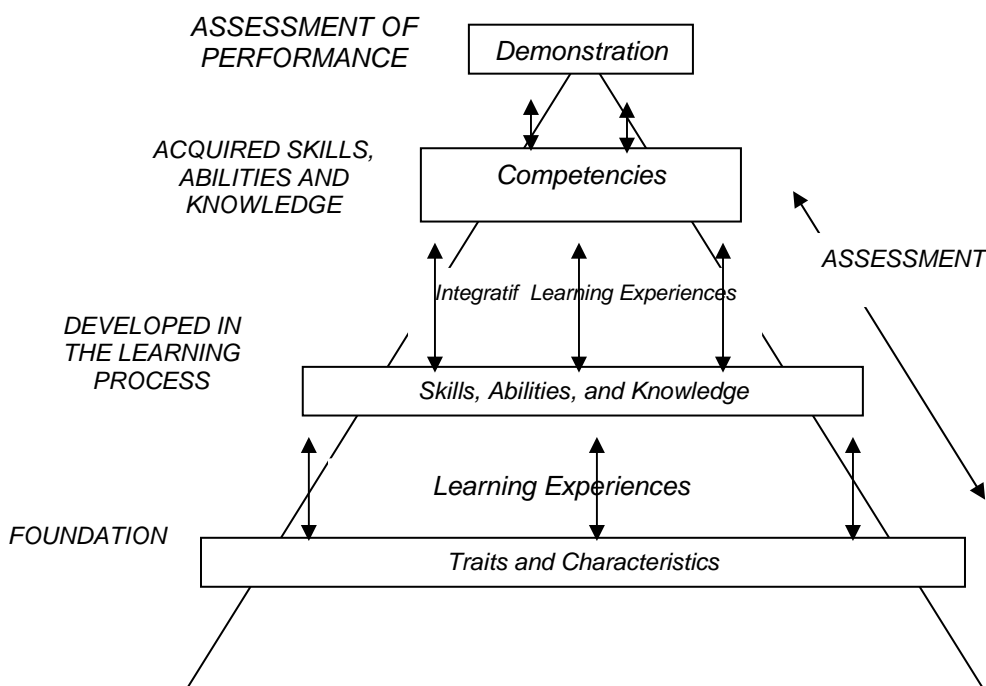 ASSESSMENT OF
PERFORMANCE
Demonstration
ACQUIRED SKILLS,
ABILITIES AND
KNOWLEDGE
Competencies
ASSESSMENT
Integratif Learning Experiences
DEVELOPED IN
THE LEARNING
PROCESS
Skills, Abilities, and Knowledge
Learning Experiences
FOUNDATION
Traits and Characteristics